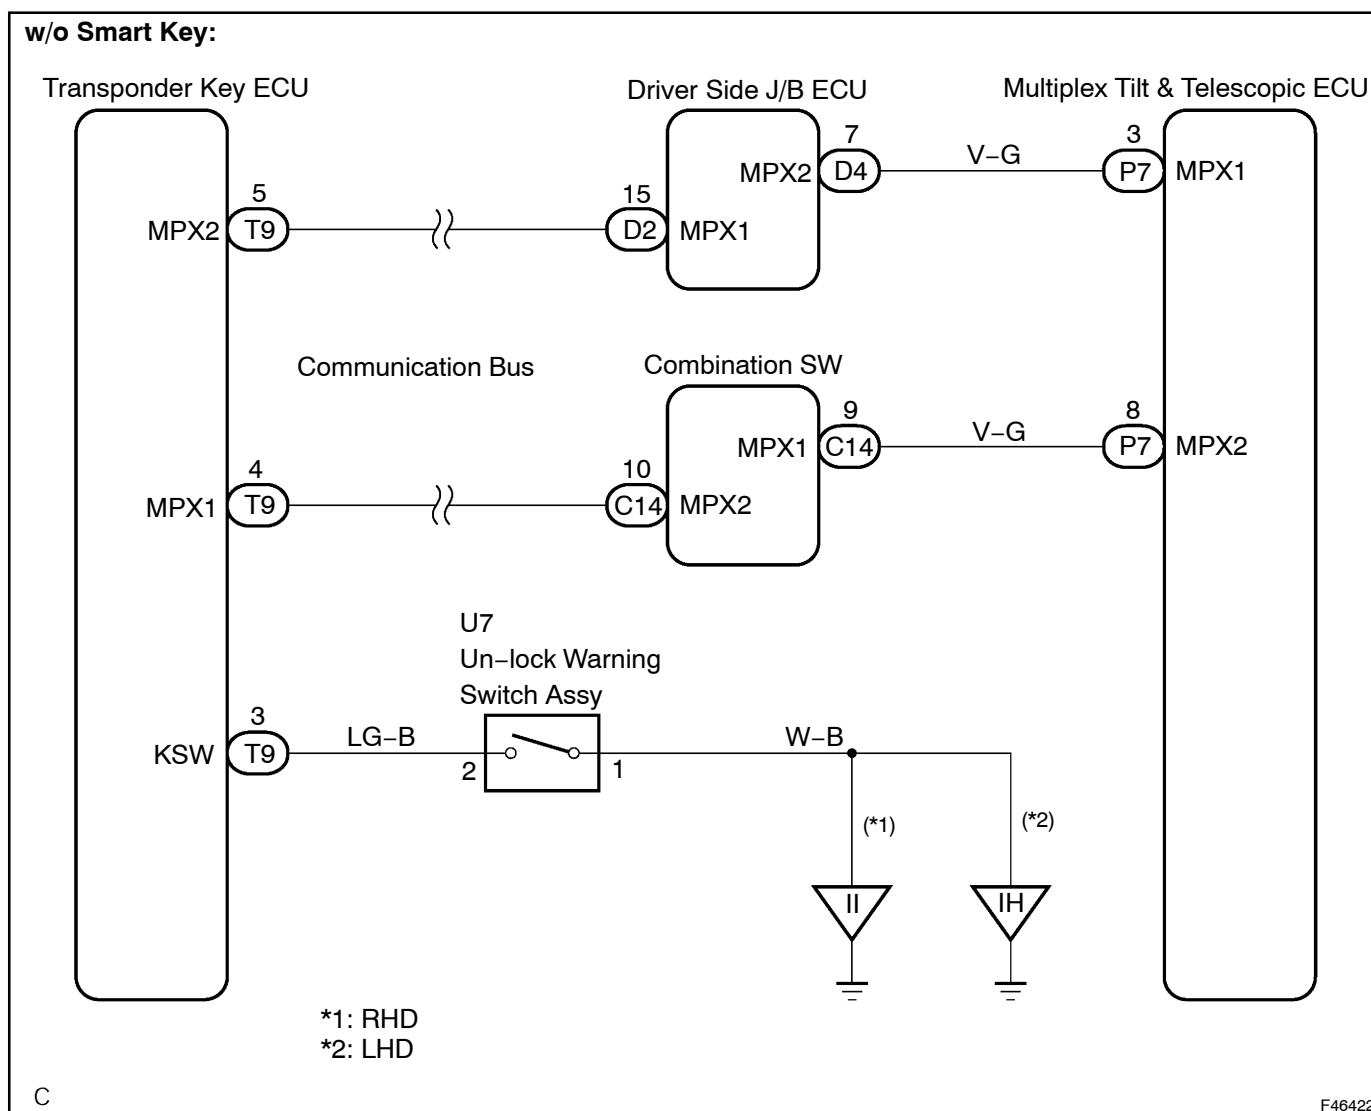 w/o Smart Key:
Transponder Key ECU
Driver Side J/B ECU
Multiplex Tilt & Telescopic ECU
7
3
MPX2
D4
V−G
P7
MPX1
5
15
MPX2
T9
D2
MPX1
Communication Bus
Combination SW
9
8
MPX1
C14
V−G
P7
MPX2
4
10
MPX1
T9
C14
MPX2
U7
Un−lock Warning
Switch Assy
3
KSW
T9
LG−B
2
1
W−B
(*1)
(*2)
II
IH
*1: RHD
*2: LHD
C
F46422